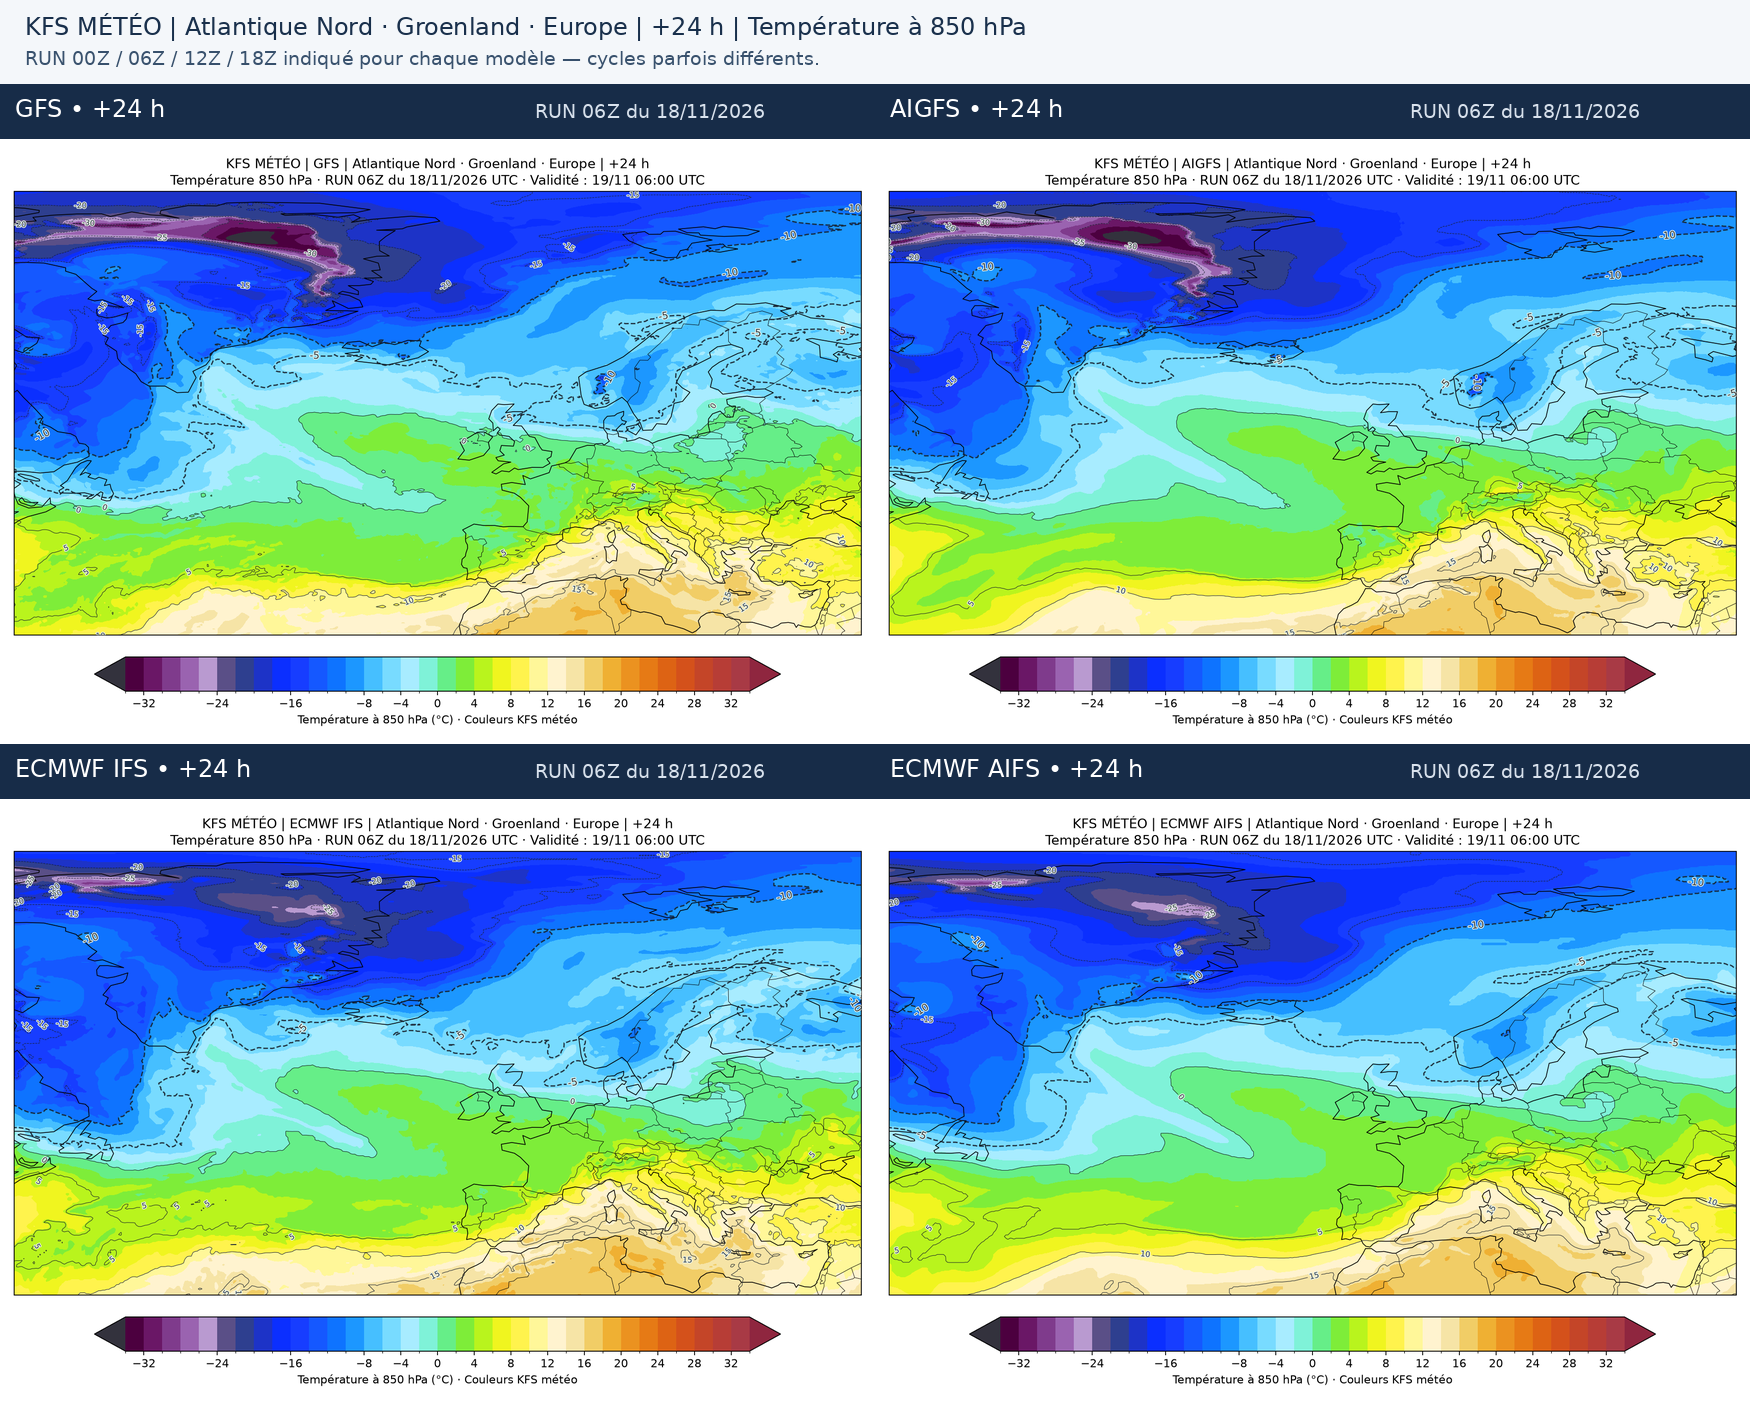 KFS MÉTÉO | Atlantique Nord · Groenland · Europe | +24 h | Température à 850 hPa
RUN 00Z / 06Z / 12Z / 18Z indiqué pour chaque modèle — cycles parfois différents.
GFS • +24 h
RUN 06Z du 18/11/2026
AIGFS • +24 h
RUN 06Z du 18/11/2026
KFS MÉTÉO | GFS | Atlantique Nord · Groenland · Europe | +24 h
Température 850 hPa · RUN 06Z du 18/11/2026 UTC · Validité : 19/11 06:00 UTC
KFS MÉTÉO | AIGFS | Atlantique Nord · Groenland · Europe | +24 h
Température 850 hPa · RUN 06Z du 18/11/2026 UTC · Validité : 19/11 06:00 UTC
−32 −24 −16 −8 −4 0 4 8 12 16 20 24 28 32
Température à 850 hPa (°C) · Couleurs KFS météo
−32 −24 −16 −8 −4 0 4 8 12 16 20 24 28 32
Température à 850 hPa (°C) · Couleurs KFS météo
ECMWF IFS • +24 h
RUN 06Z du 18/11/2026
ECMWF AIFS • +24 h
RUN 06Z du 18/11/2026
KFS MÉTÉO | ECMWF IFS | Atlantique Nord · Groenland · Europe | +24 h
Température 850 hPa · RUN 06Z du 18/11/2026 UTC · Validité : 19/11 06:00 UTC
KFS MÉTÉO | ECMWF AIFS | Atlantique Nord · Groenland · Europe | +24 h
Température 850 hPa · RUN 06Z du 18/11/2026 UTC · Validité : 19/11 06:00 UTC
−32 −24 −16 −8 −4 0 4 8 12 16 20 24 28 32
Température à 850 hPa (°C) · Couleurs KFS météo
−32 −24 −16 −8 −4 0 4 8 12 16 20 24 28 32
Température à 850 hPa (°C) · Couleurs KFS météo